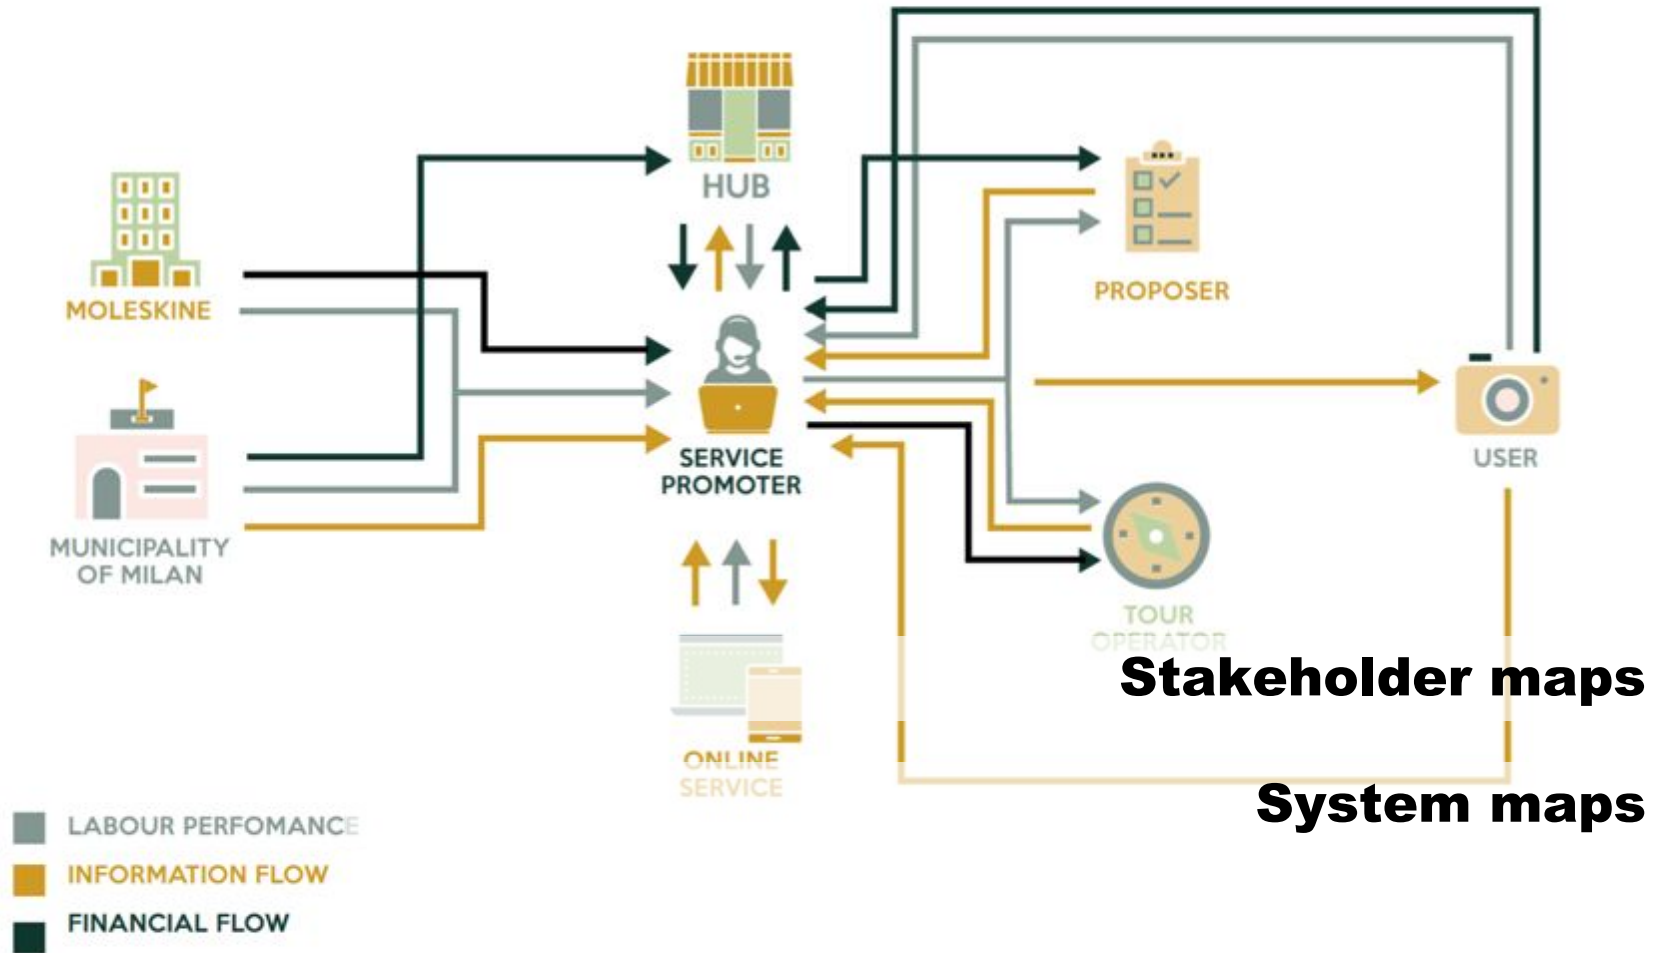 HUB
MOLESKINE
PROPOSER
SERVICE
PROMOTER
USER
MUNICIPALITY
OF MILAN
TOUR
OPERATOR
Stakeholder maps
ONLINE
SERVICE
System maps
LABOUR PERFOMANCE
INFORMATION FLOW
FINANCIAL FLOW